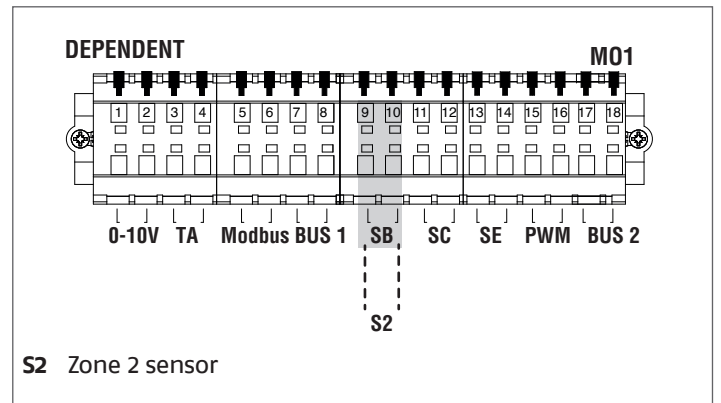 DEPENDENT
M01
1 2 3 4 5 6 7 8 9 10 11 12 13 14 15 16 17 18
0-10V TA Modbus BUS 1 SB SC SE PWM BUS 2
S2
S2 Zone 2 sensor